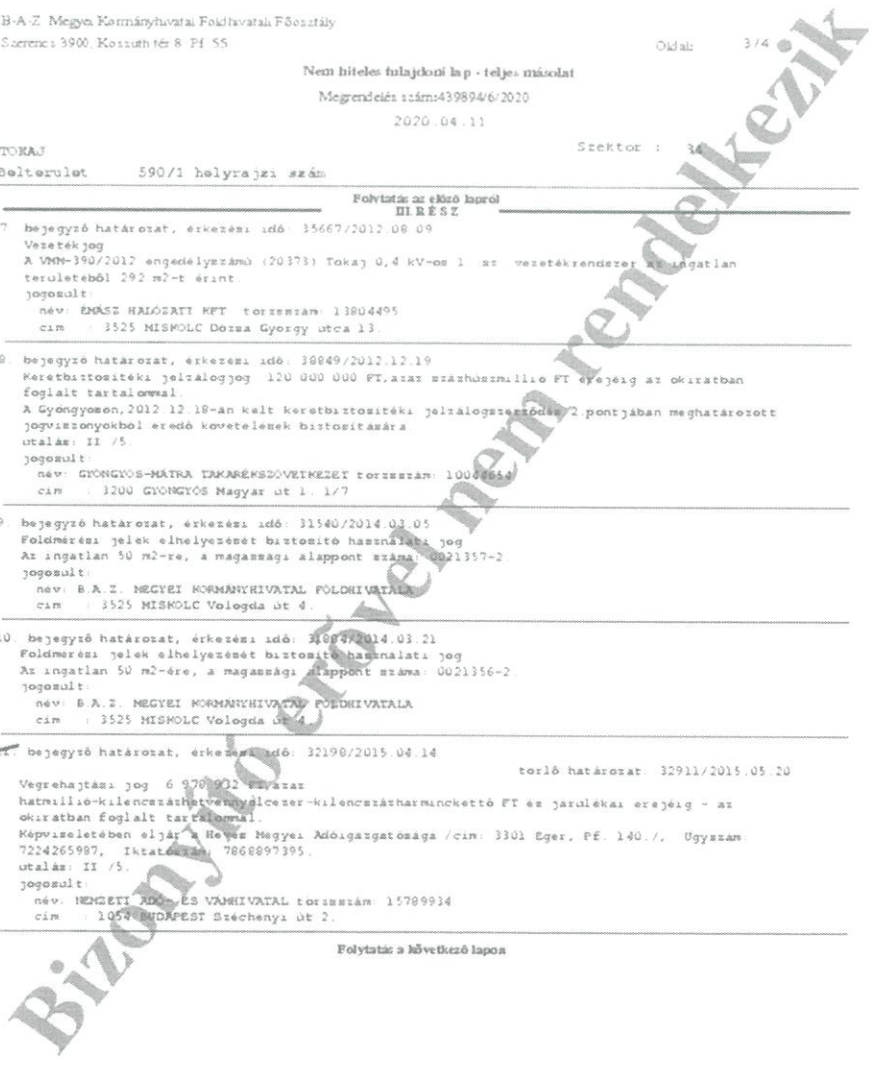 B-A-Z Megyei Kormányhivatal Földhivatali Főosztály
Szerencs 3900, Kossuth tér 8. Pf. 55
Oldal: 3/4
Nem hiteles tulajdoni lap - teljes másolat
Megrendelés szám:439894/6/2020
2020.04.11
TOKAJ
Szektor : 34
Belterület 590/1 helyrajzi szám
Folytatás az előző lapról
III.RÉSZ
7. bejegyző határozat, érkezési idő: 35667/2012.08.09
Vezetékjog
A VMM-390/2012 engedélyszámú (20373) Tokaj 0,4 kV-os 1. sz. vezetékrendszer az ingatlan
területéből 292 m2-t érint.
jogosult:
név: ÉMÁSZ HÁLÓZATI KFT törzsszám: 13804495
cím : 3525 MISKOLC Dózsa György utca 13.
8. bejegyző határozat, érkezési idő: 38849/2012.12.19
Keretbiztosítéki jelzálogjog 120 000 000 FT,azaz százhúszmillió FT erejéig az okiratban
foglalt tartalommal.
A Gyöngyösön,2012.12.18-án kelt keretbiztosítéki jelzálogszerződés 2.pontjában meghatározott
jogviszonyokból eredő követelések biztosítására.
utalás: II /5.
jogosult:
név: GYÖNGYÖS-MÁTRA TAKARÉKSZÖVETKEZET törzsszám: 10044654
cím : 3200 GYÖNGYÖS Magyar út 1. 1/7
9. bejegyző határozat, érkezési idő: 31540/2014.03.05
Földmérési jelek elhelyezését biztosító használati jog
Az ingatlan 50 m2-re, a magassági alappont száma: 0021357-2.
jogosult:
név: B.A.Z. MEGYEI KORMÁNYHIVATAL FÖLDHIVATALA
cím : 3525 MISKOLC Vologda út 4.
10. bejegyző határozat, érkezési idő: 31884/2014.03.21
Földmérési jelek elhelyezését biztosító használati jog
Az ingatlan 50 m2-ére, a magassági alappont száma: 0021356-2.
jogosult:
név: B.A.Z. MEGYEI KORMÁNYHIVATAL FÖLDHIVATALA
cím : 3525 MISKOLC Vologda út 4.
11. bejegyző határozat, érkezési idő: 32198/2015.04.14
törlő határozat: 32911/2015.05.20
Végrehajtási jog 6 978 932 FT,azaz
hatmillió-kilencszázhetvennyolcezer-kilencszázharminckettő FT és járulékai erejéig - az
okiratban foglalt tartalommal.
Képviseletében eljár a Heves Megyei Adóigazgatósága /cím: 3301 Eger, Pf. 140./, Ügyszám:
7224265987, Iktatószám: 7868897395.
utalás: II /5.
jogosult:
név: NEMZETI ADÓ- ÉS VÁMHIVATAL törzsszám: 15789934
cím : 1054 BUDAPEST Széchenyi út 2.
Folytatás a következő lapon
Bizonyító erővel nem rendelkezik